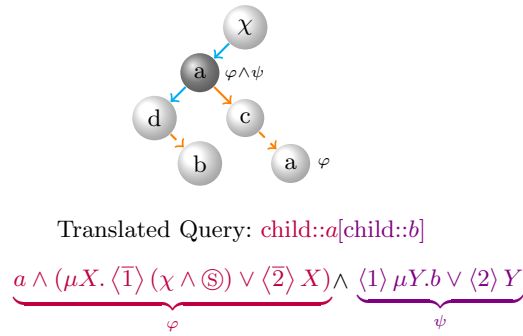 χ
a φ∧ψ
d c
b a φ
Translated Query: child::a[child::b]
a ∧ (μX. ⟨1̅⟩ (χ ∧ Ⓢ) ∨ ⟨2̅⟩ X) ∧ ⟨1⟩ μY.b ∨ ⟨2⟩ Y
φ ψ